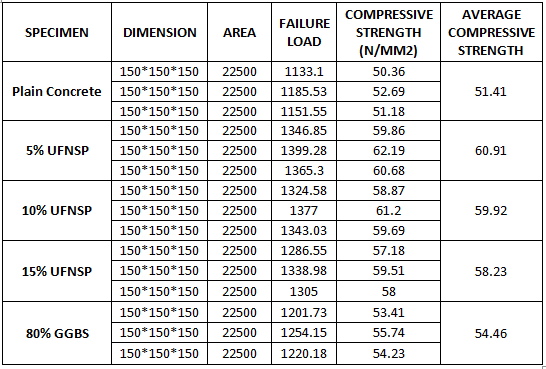 SPECIMEN DIMENSION AREA FAILURE LOAD COMPRESSIVE STRENGTH (N/MM2) AVERAGE COMPRESSIVE STRENGTH
Plain Concrete 150*150*150 22500 1133.1 50.36 51.41
150*150*150 22500 1185.53 52.69
150*150*150 22500 1151.55 51.18
5% UFNSP 150*150*150 22500 1346.85 59.86 60.91
150*150*150 22500 1399.28 62.19
150*150*150 22500 1365.3 60.68
10% UFNSP 150*150*150 22500 1324.58 58.87 59.92
150*150*150 22500 1377 61.2
150*150*150 22500 1343.03 59.69
15% UFNSP 150*150*150 22500 1286.55 57.18 58.23
150*150*150 22500 1338.98 59.51
150*150*150 22500 1305 58
80% GGBS 150*150*150 22500 1201.73 53.41 54.46
150*150*150 22500 1254.15 55.74
150*150*150 22500 1220.18 54.23